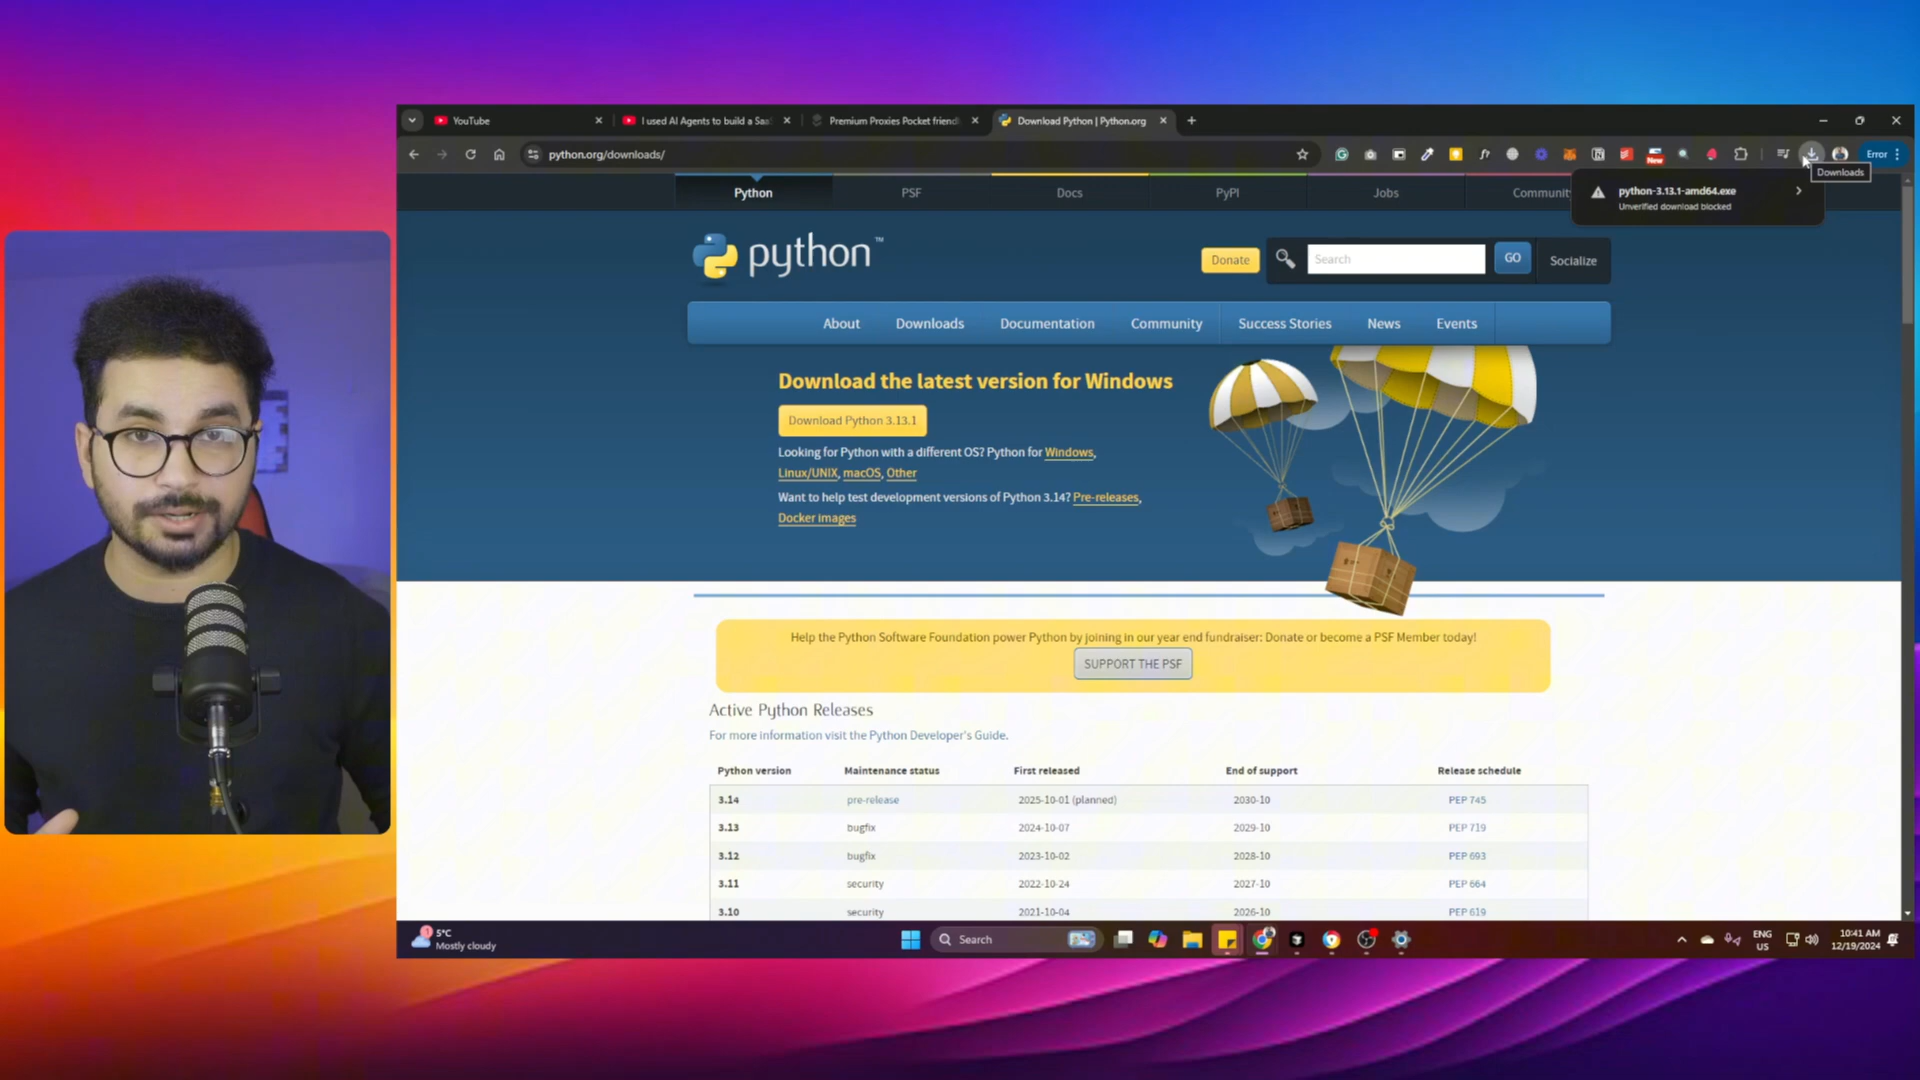 YouTube
I used AI Agents to build a Saa
Premium Proxies Pocket friend
Download Python | Python.org
python.org/downloads/
New
Error
Downloads
python-3.13.1-amd64.exe
Unverified download blocked
Python
PSF
Docs
PyPI
Jobs
Communit
python™
Donate
Search
GO
Socialize
About
Downloads
Documentation
Community
Success Stories
News
Events
Download the latest version for Windows
Download Python 3.13.1
Looking for Python with a different OS? Python for Windows,
Linux/UNIX, macOS, Other
Want to help test development versions of Python 3.14? Pre-releases,
Docker images
Help the Python Software Foundation power Python by joining in our year end fundraiser: Donate or become a PSF Member today!
SUPPORT THE PSF
Active Python Releases
For more information visit the Python Developer's Guide.
Python version Maintenance status First released End of support Release schedule
3.14 pre-release 2025-10-01 (planned) 2030-10 PEP 745
3.13 bugfix 2024-10-07 2029-10 PEP 719
3.12 bugfix 2023-10-02 2028-10 PEP 693
3.11 security 2022-10-24 2027-10 PEP 664
3.10 security 2021-10-04 2026-10 PEP 619
1
5°C
Mostly cloudy
Search
ENG
US
10:41 AM
12/19/2024